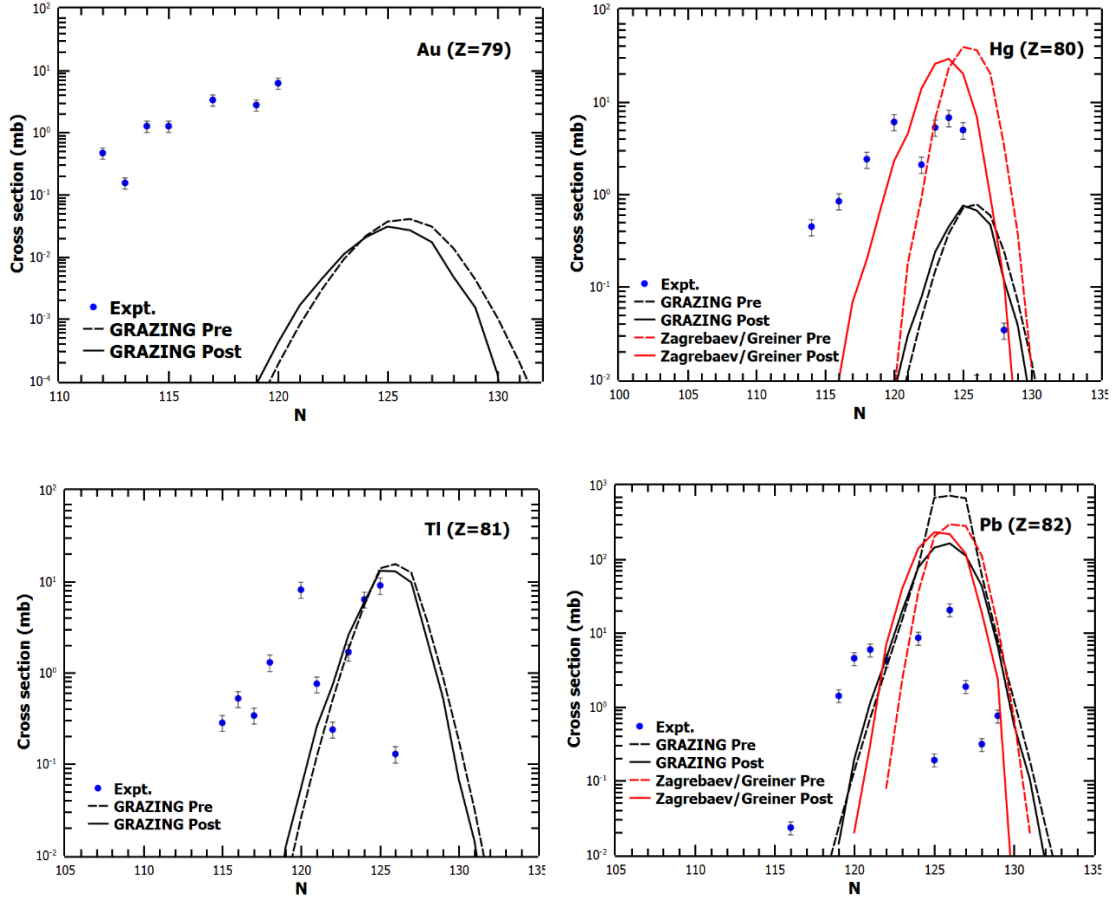 Au (Z=79)
Cross section (mb)
10² 10¹ 10⁰ 10⁻¹ 10⁻² 10⁻³ 10⁻⁴
Expt.
GRAZING Pre
GRAZING Post
110 115 120 125 130
N
Hg (Z=80)
Cross section (mb)
10² 10¹ 10⁰ 10⁻¹ 10⁻²
Expt.
GRAZING Pre
GRAZING Post
Zagrebaev/Greiner Pre
Zagrebaev/Greiner Post
100 105 110 115 120 125 130 135
N
Tl (Z=81)
Cross section (mb)
10² 10¹ 10⁰ 10⁻¹ 10⁻²
Expt.
GRAZING Pre
GRAZING Post
105 110 115 120 125 130 135
N
Pb (Z=82)
Cross section (mb)
10³ 10² 10¹ 10⁰ 10⁻¹ 10⁻²
Expt.
GRAZING Pre
GRAZING Post
Zagrebaev/Greiner Pre
Zagrebaev/Greiner Post
105 110 115 120 125 130 135
N